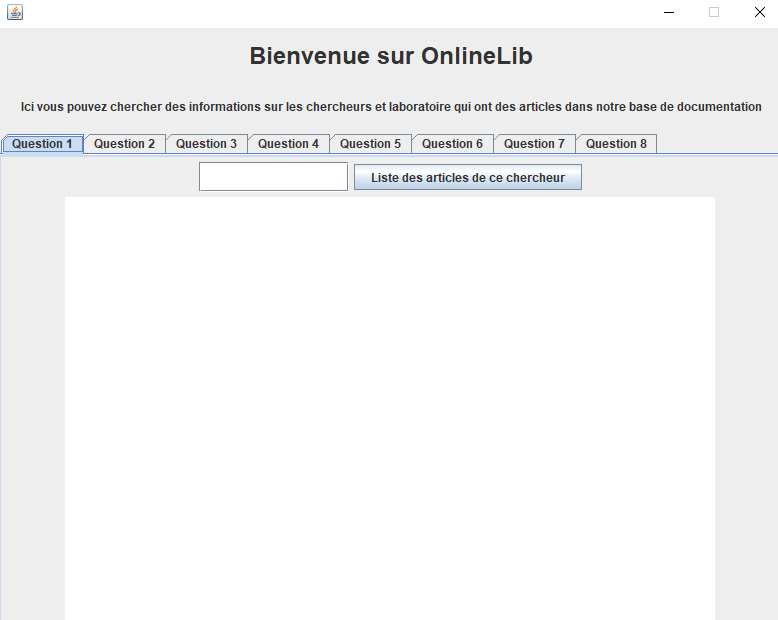 Bienvenue sur OnlineLib
Ici vous pouvez chercher des informations sur les chercheurs et laboratoire qui ont des articles dans notre base de documentation
Question 1 Question 2 Question 3 Question 4 Question 5 Question 6 Question 7 Question 8
Liste des articles de ce chercheur